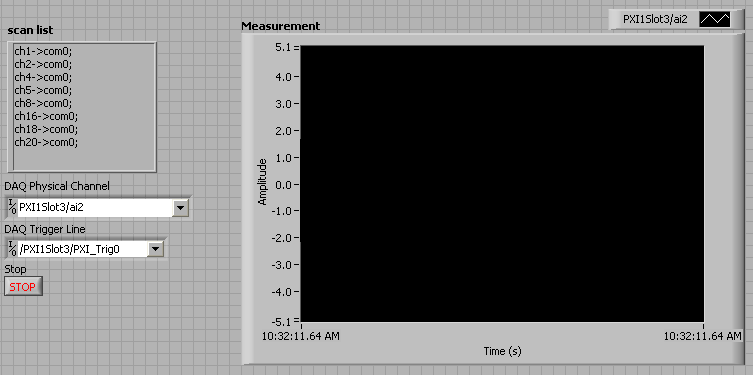 scan list
ch1->com0;
ch2->com0;
ch4->com0;
ch5->com0;
ch8->com0;
ch16->com0;
ch18->com0;
ch20->com0;
DAQ Physical Channel
I/O PXI1Slot3/ai2
DAQ Trigger Line
I/O /PXI1Slot3/PXI_Trig0
Stop
STOP
Measurement
PXI1Slot3/ai2
Amplitude
5.1
4.0
3.0
2.0
1.0
0.0
-1.0
-2.0
-3.0
-4.0
-5.1
10:32:11.64 AM
10:32:11.64 AM
Time (s)